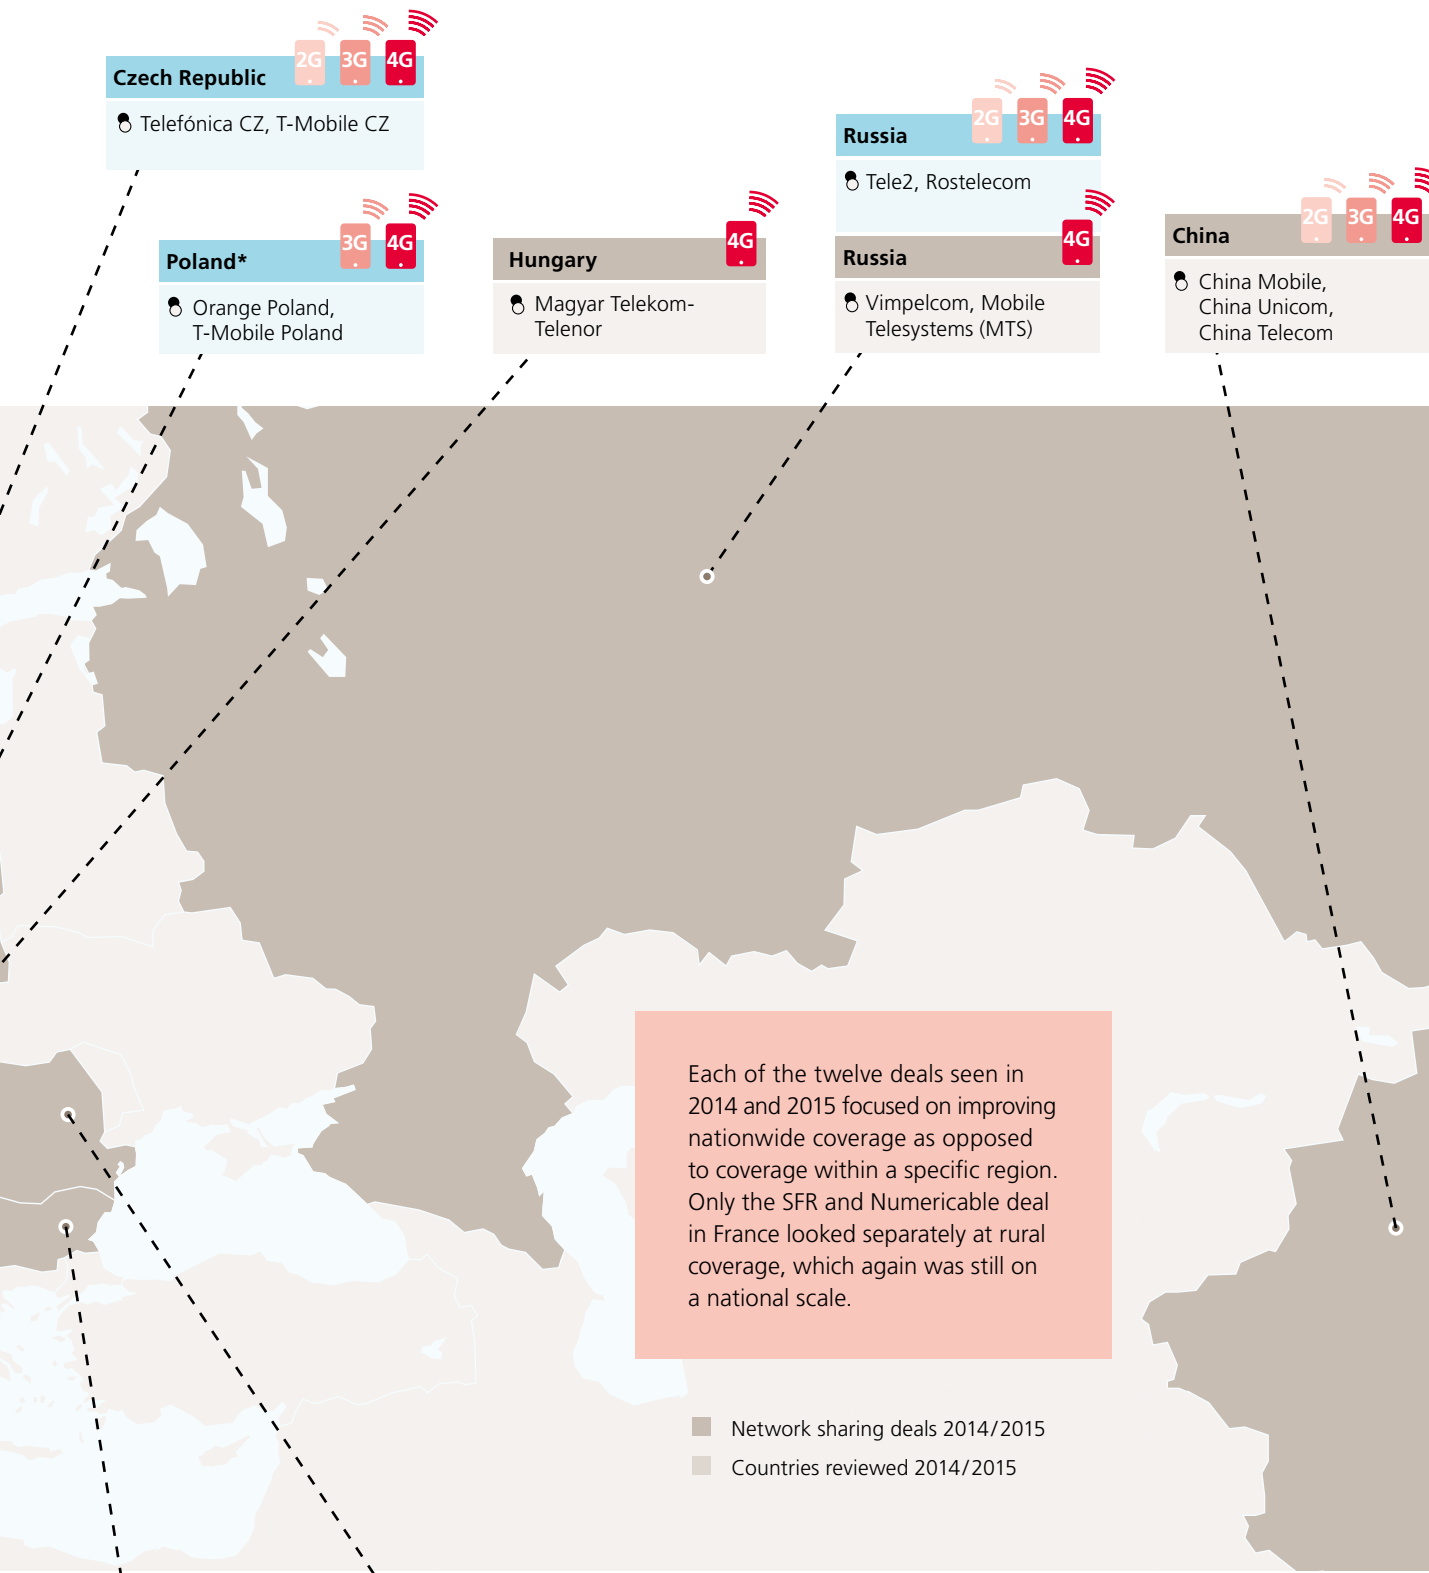 2G 3G 4G
Czech Republic
Telefónica CZ, T-Mobile CZ
3G 4G
Poland*
Orange Poland,
T-Mobile Poland
4G
Hungary
Magyar Telekom-
Telenor
2G 3G 4G
Russia
Tele2, Rostelecom
4G
Russia
Vimpelcom, Mobile
Telesystems (MTS)
2G 3G 4G
China
China Mobile,
China Unicom,
China Telecom
Each of the twelve deals seen in
2014 and 2015 focused on improving
nationwide coverage as opposed
to coverage within a specific region.
Only the SFR and Numericable deal
in France looked separately at rural
coverage, which again was still on
a national scale.
Network sharing deals 2014/2015
Countries reviewed 2014/2015